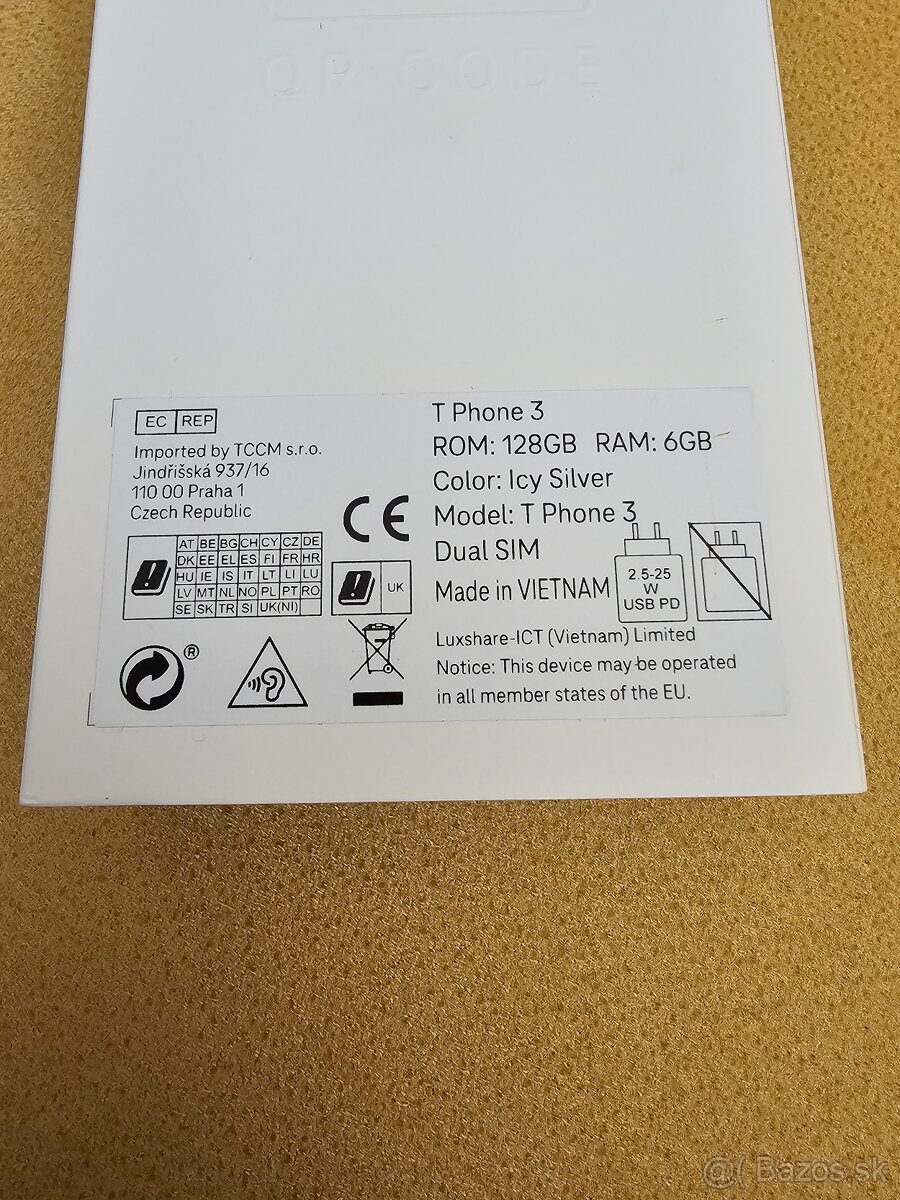 QR CODE
EC REP
Imported by TCCM s.r.o.
Jindřišská 937/16
110 00 Praha 1
Czech Republic
CE
AT BE BG CH CY CZ DE
DK EE EL ES FI FR HR
HU IE IS IT LT LI LU
LV MT NL NO PL PT RO
SE SK TR SI UK(NI)
UK
®
T Phone 3
ROM: 128GB RAM: 6GB
Color: Icy Silver
Model: T Phone 3
Dual SIM
Made in VIETNAM
2.5-25
W
USB PD
Luxshare-ICT (Vietnam) Limited
Notice: This device may be operated
in all member states of the EU.
@( Bazos.sk